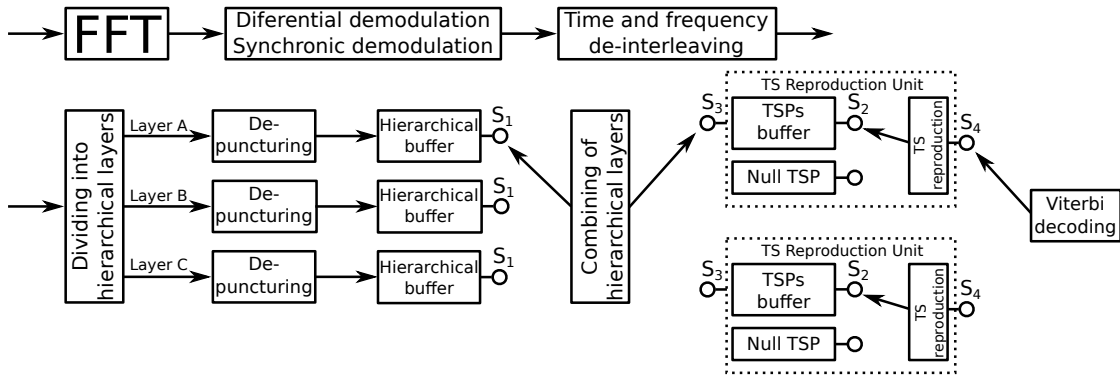 FFT
Diferential demodulation
Synchronic demodulation
Time and frequency
de-interleaving
Dividing into
hierarchical layers
Layer A
De-
puncturing
Hierarchical
buffer
S1
Layer B
De-
puncturing
Hierarchical
buffer
S1
Layer C
De-
puncturing
Hierarchical
buffer
S1
Combining of
hierarchical layers
TS Reproduction Unit
S3
TSPs
buffer
S2
Null TSP
TS
reproduction
S4
Viterbi
decoding
TS Reproduction Unit
S3
TSPs
buffer
S2
Null TSP
TS
reproduction
S4